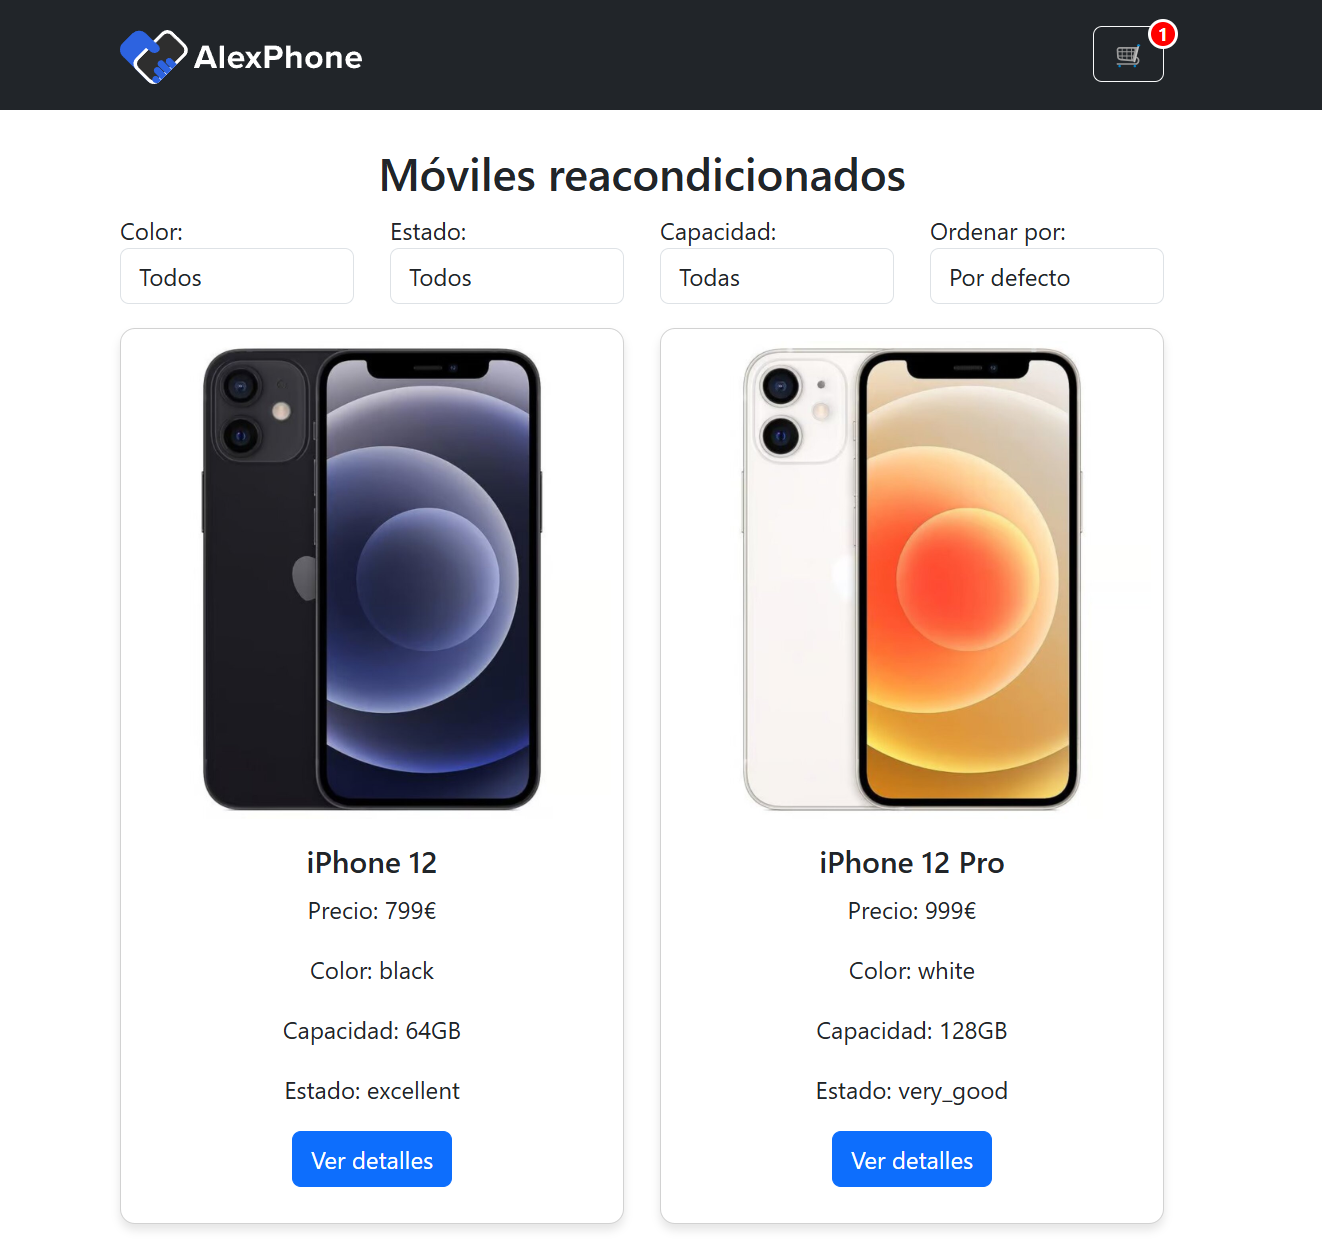 AlexPhone
1
Móviles reacondicionados
Color:
Estado:
Capacidad:
Ordenar por:
Todos
Todos
Todas
Por defecto
iPhone 12
Precio: 799€
Color: black
Capacidad: 64GB
Estado: excellent
Ver detalles
iPhone 12 Pro
Precio: 999€
Color: white
Capacidad: 128GB
Estado: very_good
Ver detalles